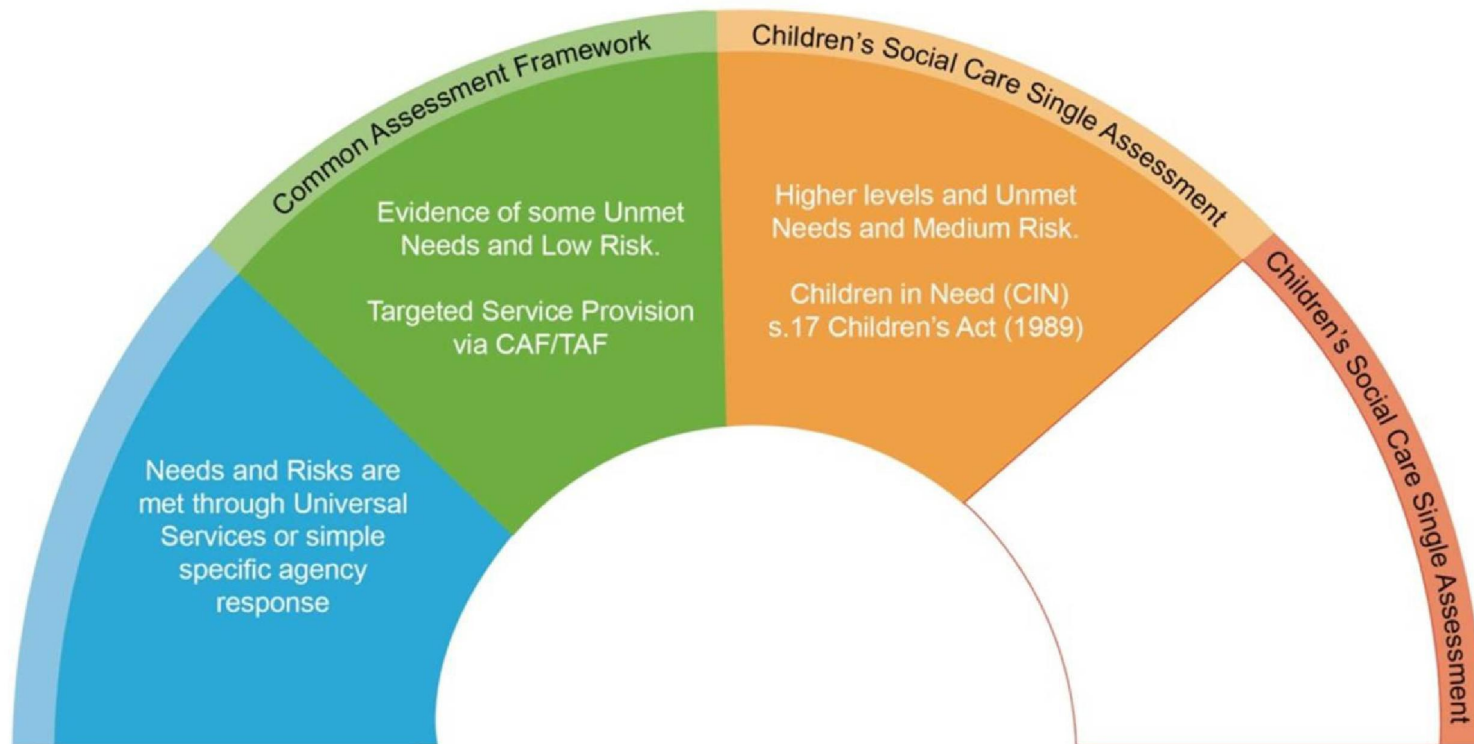 Common Assessment Framework
Children's Social Care Single Assessment
Children's Social Care Single Assessment
Needs and Risks are
met through Universal
Services or simple
specific agency
response
Evidence of some Unmet
Needs and Low Risk.
Targeted Service Provision
via CAF/TAF
Higher levels and Unmet
Needs and Medium Risk.
Children in Need (CIN)
s.17 Children's Act (1989)